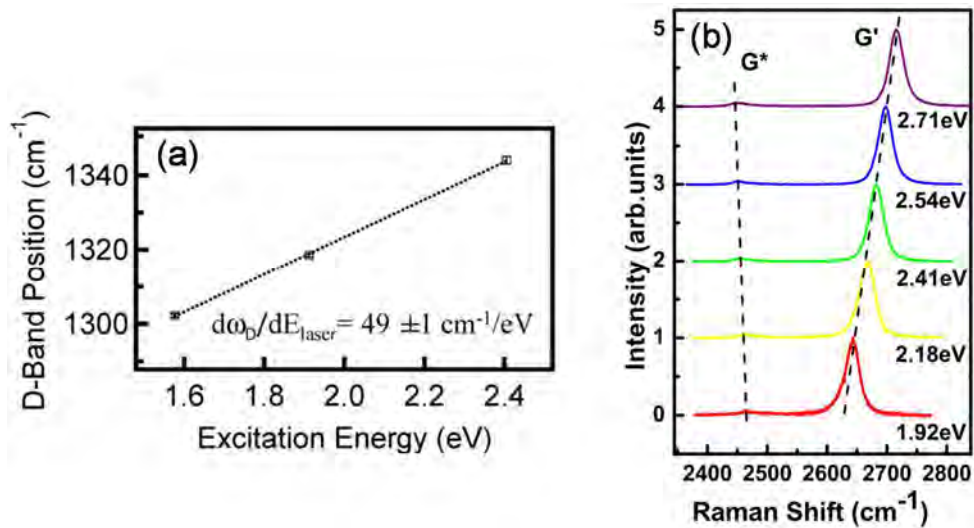 (a)
D-Band Position (cm⁻¹)
1340
1320
1300
dω_D/dE_laser= 49 ±1 cm⁻¹/eV
1.6 1.8 2.0 2.2 2.4
Excitation Energy (eV)
(b)
G*
G'
Intensity (arb.units)
5
4
3
2
1
0
2.71eV
2.54eV
2.41eV
2.18eV
1.92eV
2400 2500 2600 2700 2800
Raman Shift (cm⁻¹)